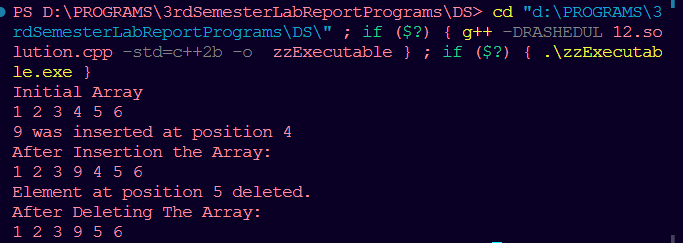 PS D:\PROGRAMS\3rdSemesterLabReportPrograms\DS> cd "d:\PROGRAMS\3
rdSemesterLabReportPrograms\DS\" ; if ($?) { g++ -DRASHEDUL 12.so
lution.cpp -std=c++2b -o  zzExecutable } ; if ($?) { .\zzExecutab
le.exe }
Initial Array
1 2 3 4 5 6
9 was inserted at position 4
After Insertion the Array:
1 2 3 9 4 5 6
Element at position 5 deleted.
After Deleting The Array:
1 2 3 9 5 6